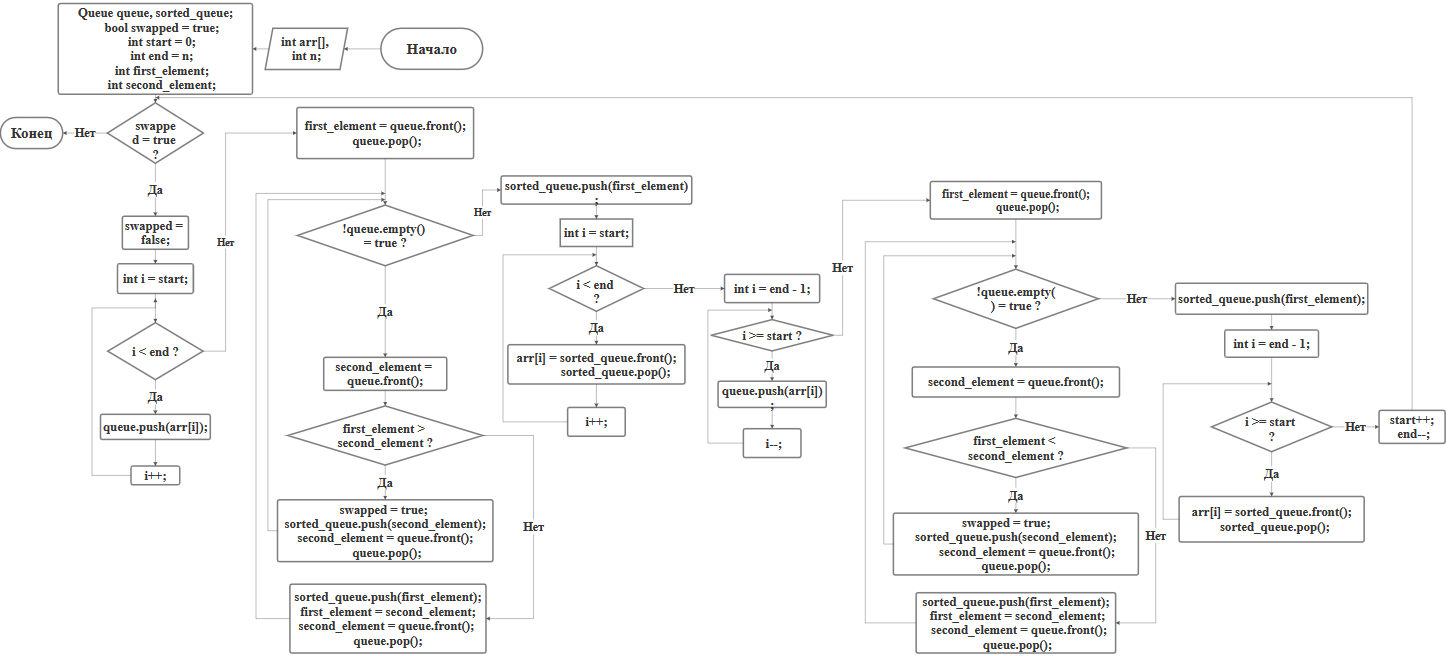 Начало
int arr[],
int n;
Queue queue, sorted_queue;
bool swapped = true;
int start = 0;
int end = n;
int first_element;
int second_element;
swappe
d = true
?
Нет
Конец
Да
swapped =
false;
int i = start;
i < end ?
Да
queue.push(arr[i]);
i++;
Нет
first_element = queue.front();
queue.pop();
!queue.empty()
= true ?
Да
second_element =
queue.front();
first_element >
second_element ?
Да
swapped = true;
sorted_queue.push(second_element);
second_element = queue.front();
queue.pop();
Нет
sorted_queue.push(first_element);
first_element = second_element;
second_element = queue.front();
queue.pop();
Нет
sorted_queue.push(first_element)
;
int i = start;
i < end
?
Да
arr[i] = sorted_queue.front();
sorted_queue.pop();
i++;
Нет
int i = end - 1;
i >= start ?
Да
queue.push(arr[i])
;
i--;
Нет
first_element = queue.front();
queue.pop();
!queue.empty(
) = true ?
Да
second_element = queue.front();
first_element <
second_element ?
Да
swapped = true;
sorted_queue.push(second_element);
second_element = queue.front();
queue.pop();
Нет
sorted_queue.push(first_element);
first_element = second_element;
second_element = queue.front();
queue.pop();
Нет
sorted_queue.push(first_element);
int i = end - 1;
i >= start
?
Да
arr[i] = sorted_queue.front();
sorted_queue.pop();
Нет
start++;
end--;